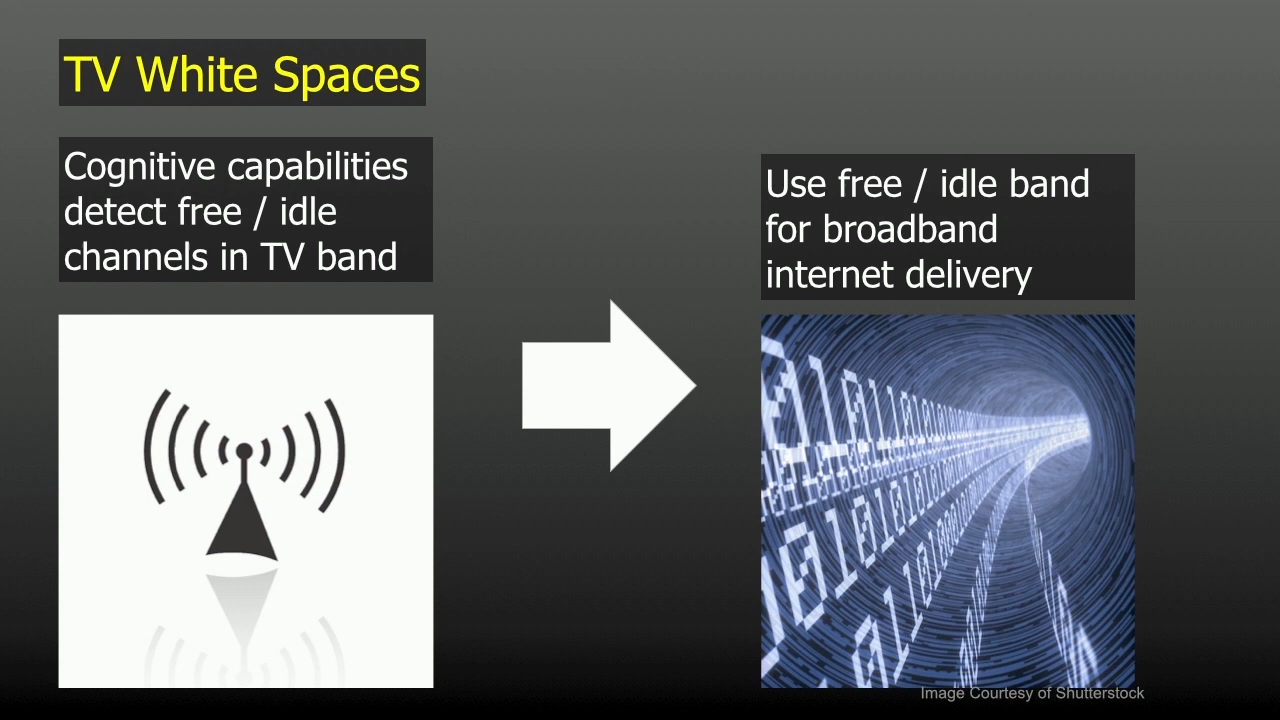 TV White Spaces
Cognitive capabilities
detect free / idle
channels in TV band
Use free / idle band
for broadband
internet delivery
Image Courtesy of Shutterstock